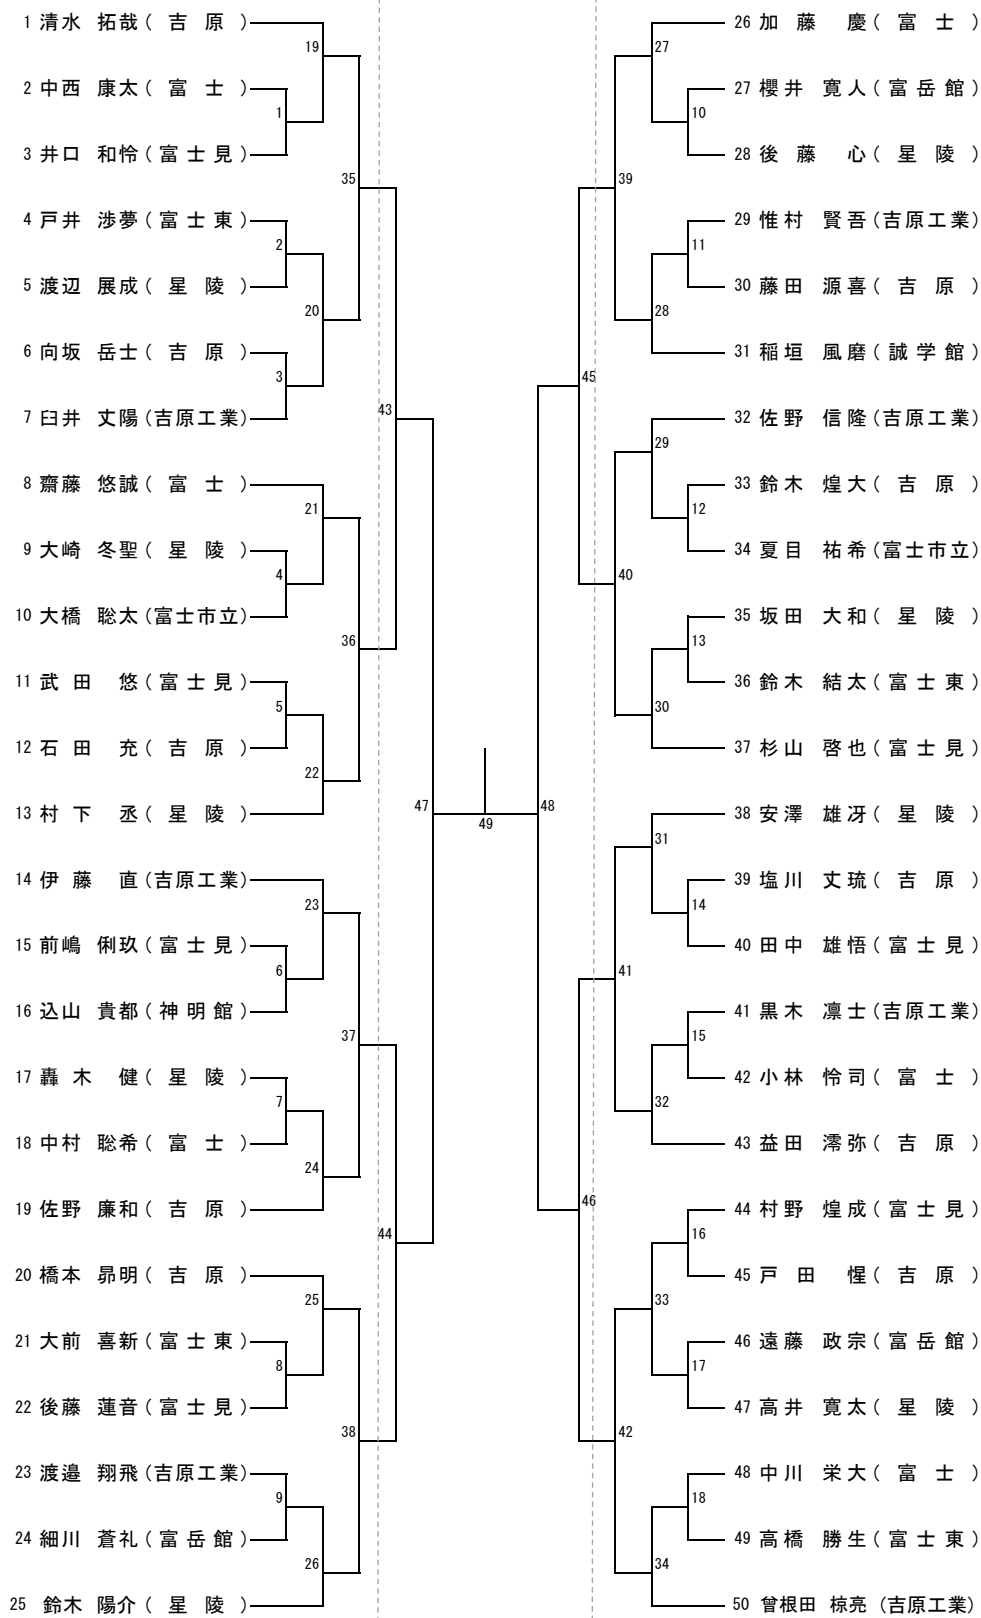 1 清水 拓哉 ( 吉 原 )
19
2 中西 康太 ( 富 士 )
1
3 井口 和怜 ( 富 士 見 )
35
4 戸井 渉夢 ( 富 士 東 )
2
5 渡辺 展成 ( 星 陵 )
20
6 向坂 岳士 ( 吉 原 )
3
7 臼井 丈陽 (吉原工業)
43
8 齋藤 悠誠 ( 富 士 )
21
9 大崎 冬聖 ( 星 陵 )
4
10 大橋 聡太 (富士市立)
36
11 武 田 悠 ( 富 士 見 )
5
12 石 田 充 ( 吉 原 )
22
13 村 下 丞 ( 星 陵 )
47
14 伊 藤 直 (吉原工業)
23
15 前嶋 俐玖 ( 富 士 見 )
6
16 込山 貴都 ( 神 明 館 )
37
17 轟 木 健 ( 星 陵 )
7
18 中村 聡希 ( 富 士 )
24
19 佐野 廉和 ( 吉 原 )
44
20 橋本 昴明 ( 吉 原 )
25
21 大前 喜新 ( 富 士 東 )
8
22 後藤 蓮音 ( 富 士 見 )
38
23 渡邉 翔飛 (吉原工業)
9
24 細川 蒼礼 ( 富 岳 館 )
26
25 鈴木 陽介 ( 星 陵 )
49
26 加 藤 慶 ( 富 士 )
27
27 櫻井 寛人 ( 富 岳 館 )
10
28 後 藤 心 ( 星 陵 )
39
29 惟村 賢吾 (吉原工業)
11
30 藤田 源喜 ( 吉 原 )
28
31 稲垣 風磨 ( 誠 学 館 )
45
32 佐野 信隆 (吉原工業)
29
33 鈴木 煌大 ( 吉 原 )
12
34 夏目 祐希 (富士市立)
40
35 坂田 大和 ( 星 陵 )
13
36 鈴木 結太 ( 富 士 東 )
30
37 杉山 啓也 ( 富 士 見 )
48
38 安澤 雄冴 ( 星 陵 )
31
39 塩川 丈琉 ( 吉 原 )
14
40 田中 雄悟 ( 富 士 見 )
41
41 黒木 凛士 (吉原工業)
15
42 小林 怜司 ( 富 士 )
32
43 益田 澪弥 ( 吉 原 )
46
44 村野 煌成 ( 富 士 見 )
16
45 戸 田 惺 ( 吉 原 )
33
46 遠藤 政宗 ( 富 岳 館 )
17
47 高井 寛太 ( 星 陵 )
42
48 中川 栄大 ( 富 士 )
18
49 高橋 勝生 ( 富 士 東 )
34
50 曾根田 椋亮 (吉原工業)